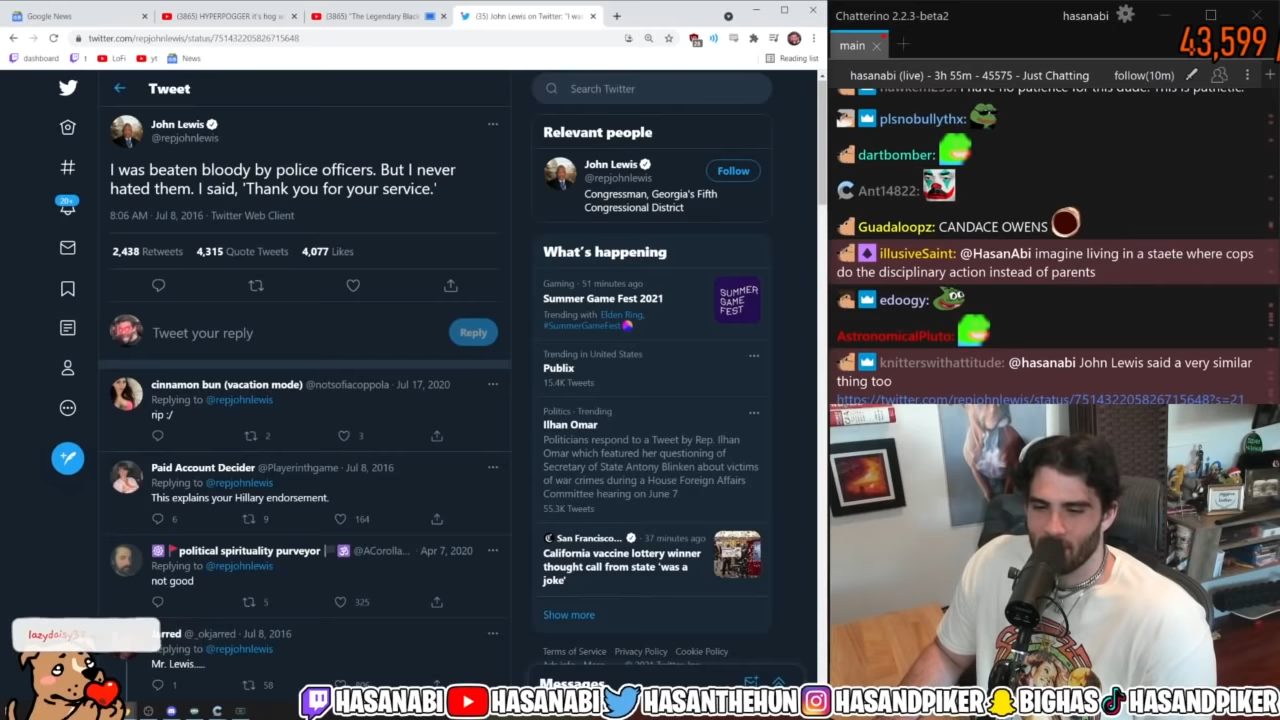 Google News
(3865) HYPERPOGGER it's hog w
(3865) "The Legendary Black
(35) John Lewis on Twitter: "I wa
twitter.com/repjohnlewis/status/751432205826715648
dashboard
t
LoFi
yt
News
Reading list
Tweet
John Lewis
@repjohnlewis
I was beaten bloody by police officers. But I never
hated them. I said, 'Thank you for your service.'
8:06 AM · Jul 8, 2016 · Twitter Web Client
2,438 Retweets 4,315 Quote Tweets 4,077 Likes
Tweet your reply
Reply
20+
cinnamon bun (vacation mode) @notsofiacoppola · Jul 17, 2020
Replying to @repjohnlewis
rip :/
2 3
Paid Account Decider @Playerinthgame · Jul 8, 2016
Replying to @repjohnlewis
This explains your Hillary endorsement.
6 9 164
political spirituality purveyor @ACorolla... · Apr 7, 2020
Replying to @repjohnlewis
not good
5 325
@_okjarred · Jul 8, 2016
Replying to @repjohnlewis
Mr. Lewis.....
1 58
Search Twitter
Relevant people
John Lewis
@repjohnlewis
Follow
Congressman, Georgia's Fifth
Congressional District
What's happening
Gaming · 51 minutes ago
Summer Game Fest 2021
Trending with Elden Ring,
#SummerGameFest
SUMMER
GAME
FEST
Trending in United States
Publix
15.4K Tweets
Politics · Trending
Ilhan Omar
Politicians respond to a Tweet by Rep. Ilhan
Omar which featured her questioning of
Secretary of State Antony Blinken about victims
of war crimes during a House Foreign Affairs
Committee hearing on June 7
55.3K Tweets
San Francisco... · 37 minutes ago
California vaccine lottery winner
thought call from state 'was a
joke'
Show more
Terms of Service Privacy Policy Cookie Policy
Messages
Chatterino 2.2.3-beta2
hasanabi
43,599
main
hasanabi (live) - 3h 55m - 45575 - Just Chatting
follow(10m)
I have no patience for this dude. This is pathetic.
plsnobullythx:
dartbomber:
Ant14822:
Guadaloopz: CANDACE OWENS
illusiveSaint: @HasanAbi imagine living in a staete where cops
do the disciplinary action instead of parents
edoogy:
AstronomicalPluto:
knitterswithattitude: @hasanabi John Lewis said a very similar
thing too
https://twitter.com/repjohnlewis/status/751432205826715648?s=21
HASANABI HASANABI HASANTHEHUN HASANDPIKER BIGHAS HASANDPIKER